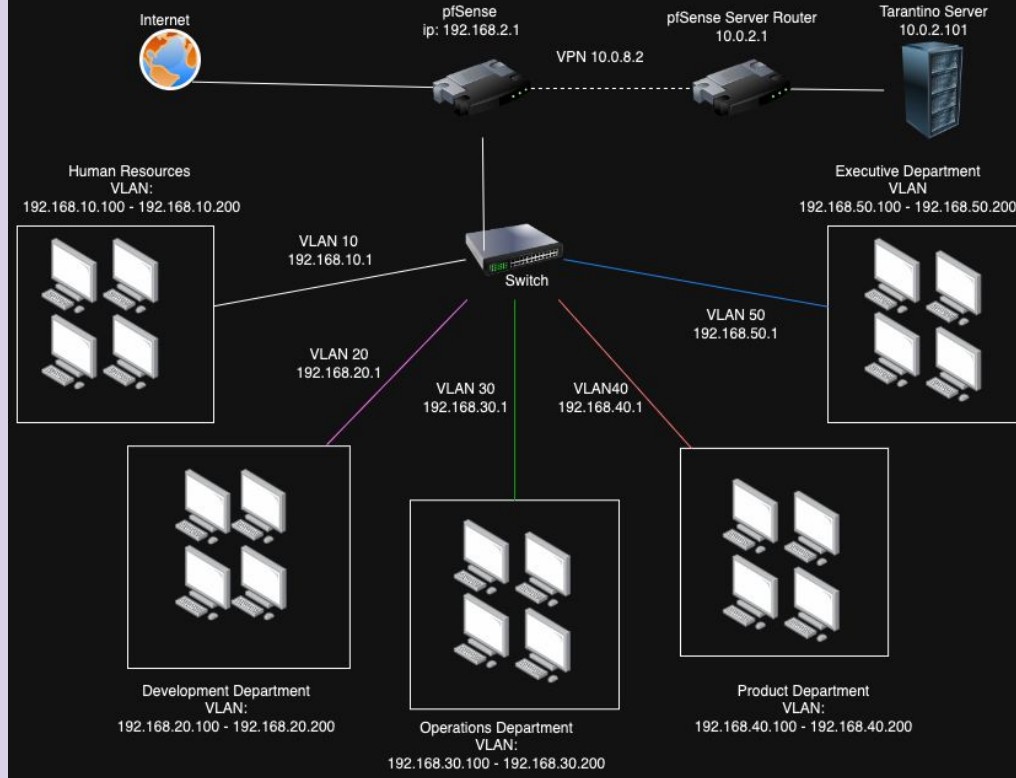 Internet
pfSense
ip: 192.168.2.1
VPN 10.0.8.2
pfSense Server Router
10.0.2.1
Tarantino Server
10.0.2.101
Human Resources
VLAN:
192.168.10.100 - 192.168.10.200
Executive Department
VLAN
192.168.50.100 - 192.168.50.200
VLAN 10
192.168.10.1
Switch
VLAN 50
192.168.50.1
VLAN 20
192.168.20.1
VLAN 30
192.168.30.1
VLAN40
192.168.40.1
Development Department
VLAN:
192.168.20.100 - 192.168.20.200
Operations Department
VLAN:
192.168.30.100 - 192.168.30.200
Product Department
VLAN:
192.168.40.100 - 192.168.40.200